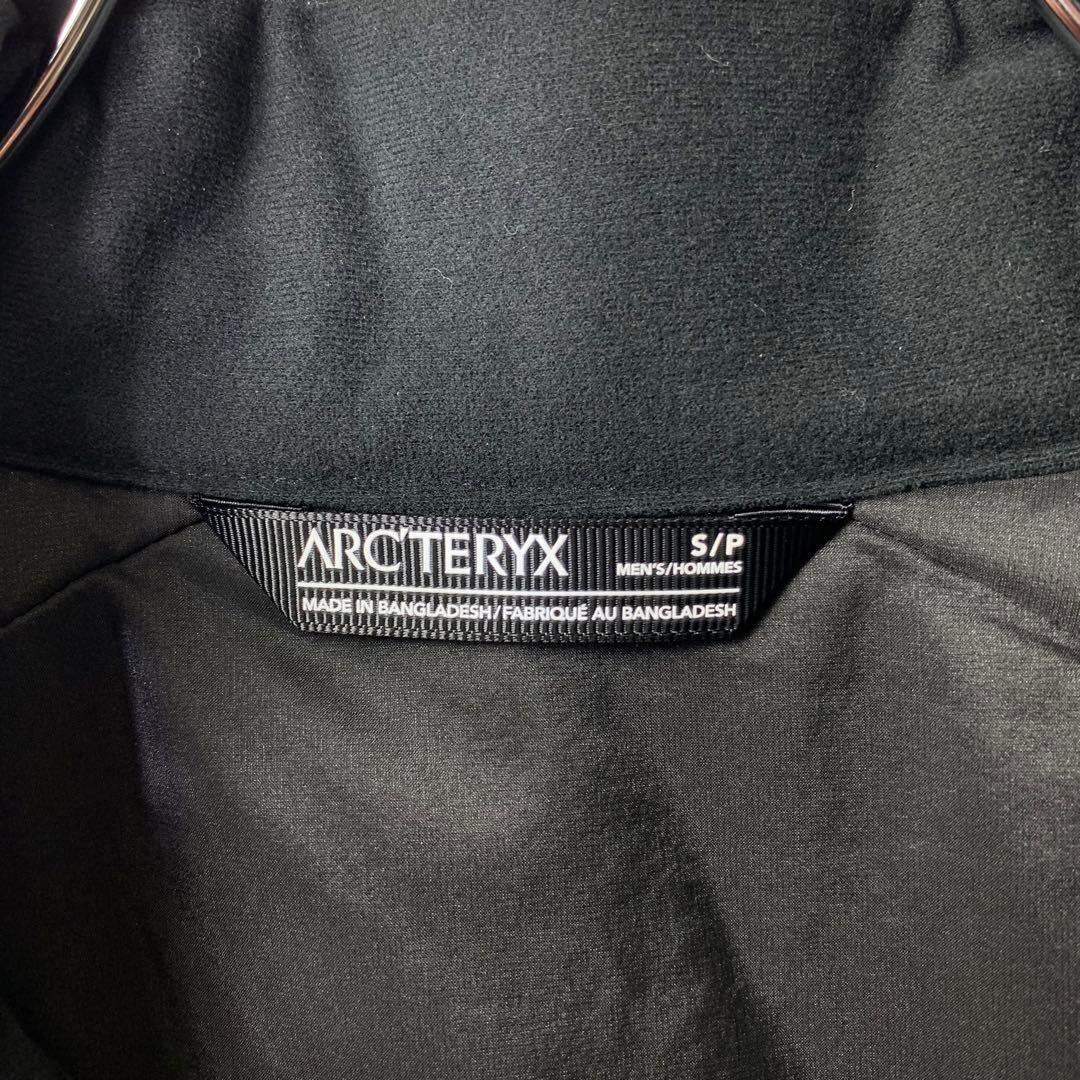 ARC'TERYX
S/P
MEN'S/HOMMES
MADE IN BANGLADESH/FABRIQUÉ AU BANGLADESH